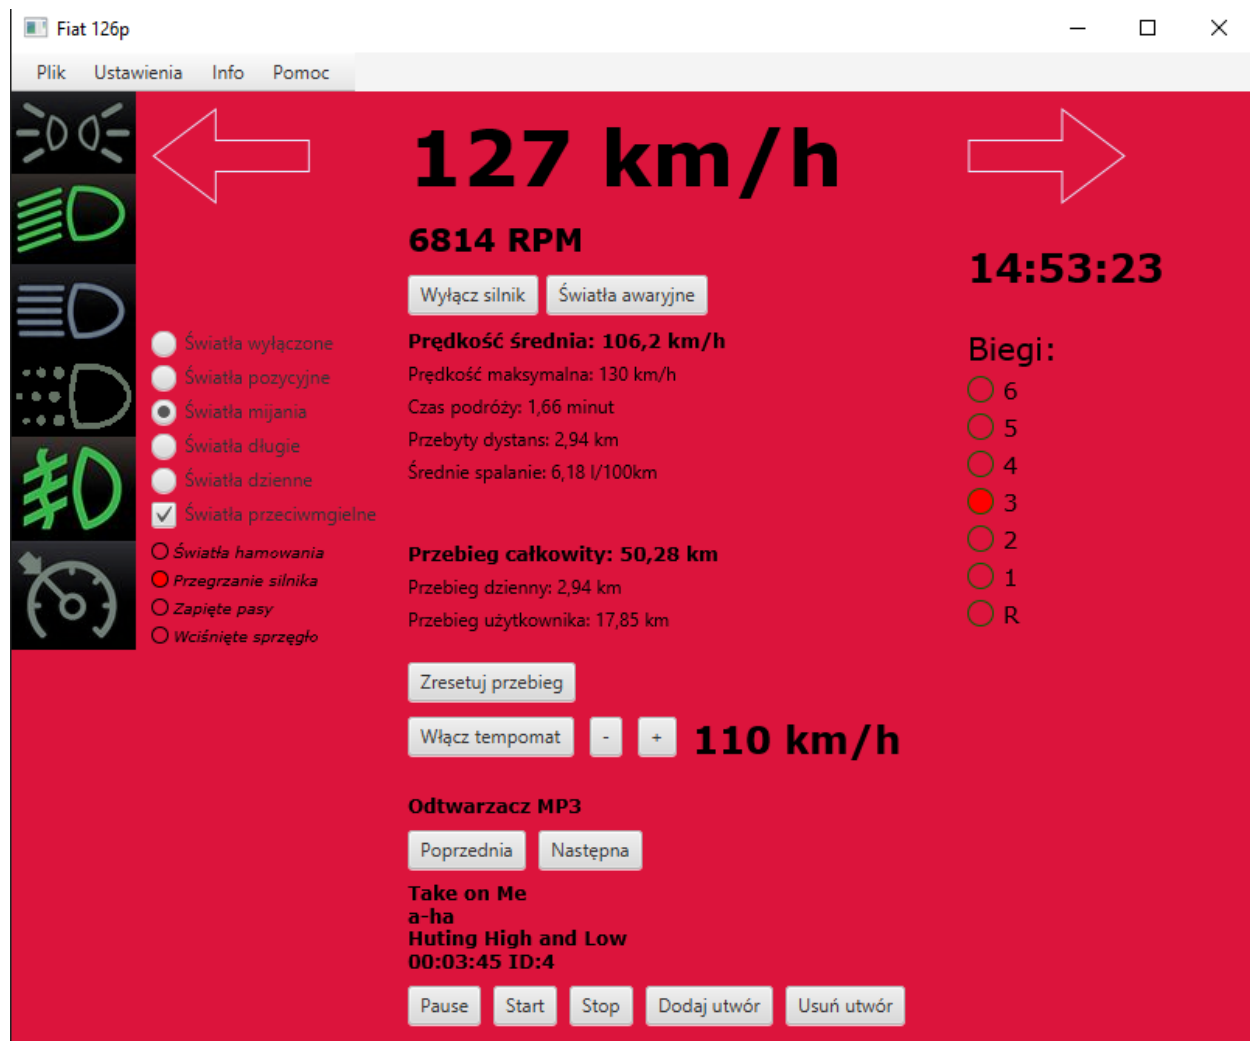 Fiat 126p
Plik Ustawienia Info Pomoc
127 km/h
6814 RPM
14:53:23
Wyłącz silnik Światła awaryjne
Światła wyłączone
Światła pozycyjne
Światła mijania
Światła długie
Światła dzienne
Światła przeciwmgielne
Światła hamowania
Przegrzanie silnika
Zapięte pasy
Wciśnięte sprzęgło
Prędkość średnia: 106,2 km/h
Prędkość maksymalna: 130 km/h
Czas podróży: 1,66 minut
Przebyty dystans: 2,94 km
Średnie spalanie: 6,18 l/100km
Przebieg całkowity: 50,28 km
Przebieg dzienny: 2,94 km
Przebieg użytkownika: 17,85 km
Biegi:
6
5
4
3
2
1
R
Zresetuj przebieg
Włącz tempomat - + 110 km/h
Odtwarzacz MP3
Poprzednia Następna
Take on Me
a-ha
Huting High and Low
00:03:45 ID:4
Pause Start Stop Dodaj utwór Usuń utwór